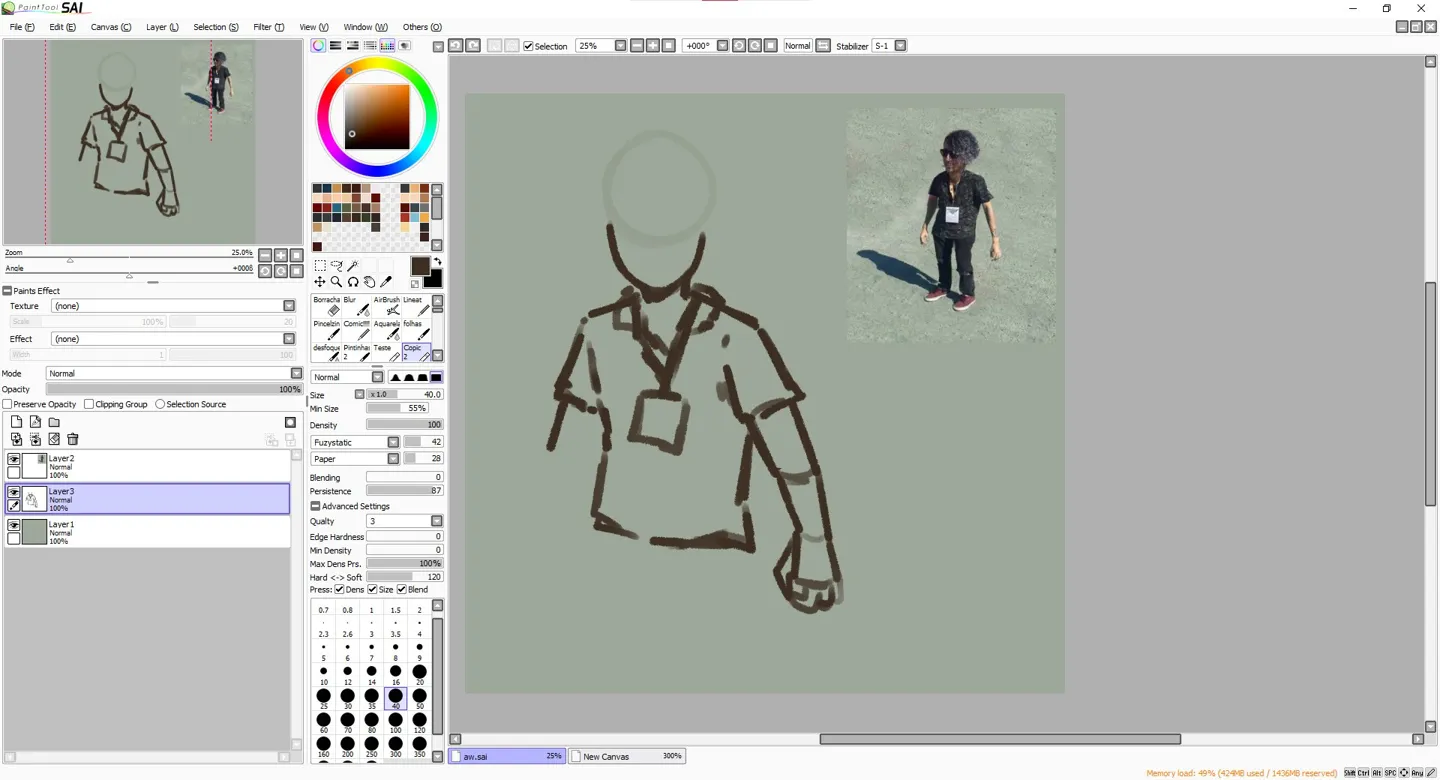 PaintTool SAI
File (F) Edit (E) Canvas (C) Layer (L) Selection (S) Filter (T) View (V) Window (W) Others (O)
Selection 25% +000° Normal Stabilizer S-1
Zoom 25.0%
Angle +000δ
Paints Effect
Texture (none)
Scale 100% 20
Effect (none)
Width 1 100
Mode Normal
Opacity 100%
Preserve Opacity Clipping Group Selection Source
Layer2
Normal
100%
Layer3
Normal
100%
Layer1
Normal
100%
Borracha Blur AirBrush Lineat
Pincelzin Comic!!!! Aquarela folhas
desfoque Pintinhas 2 Teste Copic 2
Normal
Size x 1.0 40.0
Min Size 55%
Density 100
Fuzystatic 42
Paper 28
Blending 0
Persistence 87
Advanced Settings
Qualty 3
Edge Hardness 0
Min Density 0
Max Dens Prs. 100%
Hard <-> Soft 120
Press: Dens Size Blend
0.7 0.8 1 1.5 2
2.3 2.6 3 3.5 4
5 6 7 8 9
10 12 14 16 20
25 30 35 40 50
60 70 80 100 120
160 200 250 300 350
aw.sai 25% New Canvas 300%
Memory load: 49% (424MB used / 1436MB reserved) Shift Ctrl Alt SPC Any